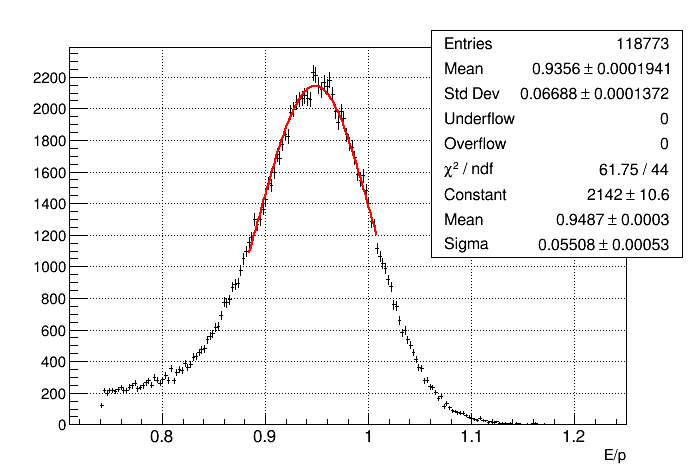 Entries 118773
Mean 0.9356 ± 0.0001941
Std Dev 0.06688 ± 0.0001372
Underflow 0
Overflow 0
χ² / ndf 61.75 / 44
Constant 2142 ± 10.6
Mean 0.9487 ± 0.0003
Sigma 0.05508 ± 0.00053
2200
2000
1800
1600
1400
1200
1000
800
600
400
200
0
0.8 0.9 1 1.1 1.2
E/p